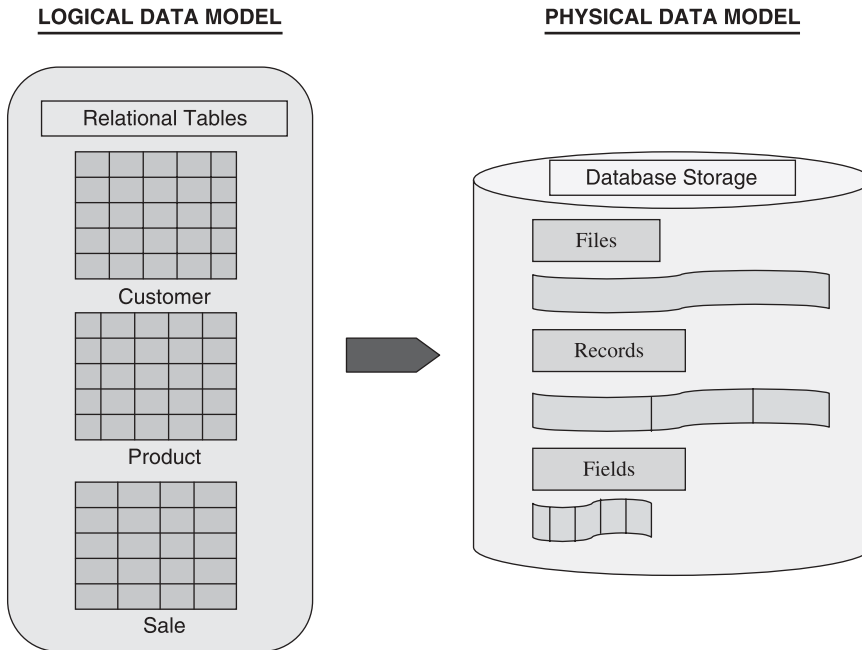 LOGICAL DATA MODEL
Relational Tables
Customer
Product
Sale
PHYSICAL DATA MODEL
Database Storage
Files
Records
Fields